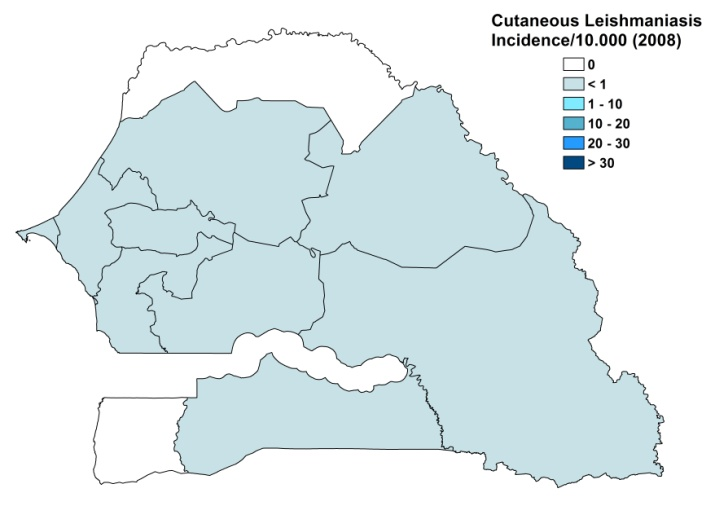 Cutaneous Leishmaniasis
Incidence/10.000 (2008)
0
< 1
1 - 10
10 - 20
20 - 30
> 30